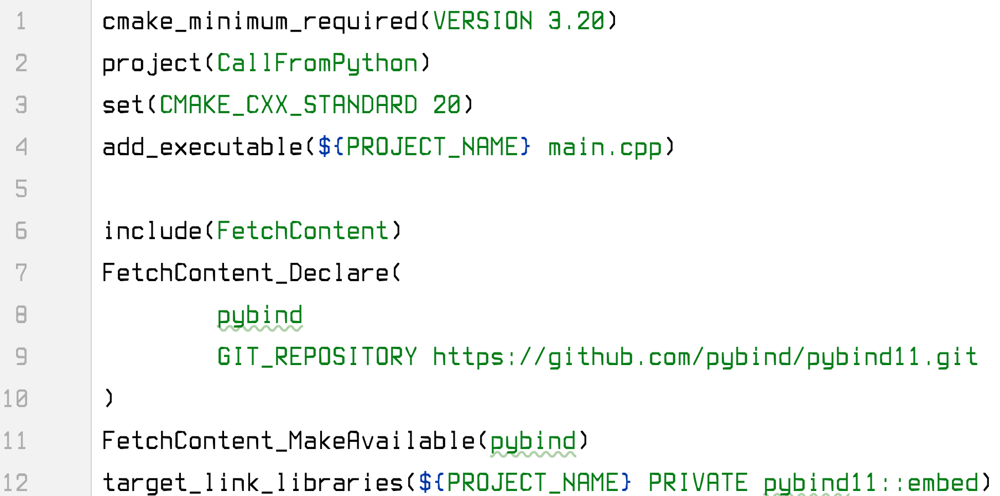 1 cmake_minimum_required(VERSION 3.20)
2 project(CallFromPython)
3 set(CMAKE_CXX_STANDARD 20)
4 add_executable(${PROJECT_NAME} main.cpp)
5
6 include(FetchContent)
7 FetchContent_Declare(
8         pybind
9         GIT_REPOSITORY https://github.com/pybind/pybind11.git
10 )
11 FetchContent_MakeAvailable(pybind)
12 target_link_libraries(${PROJECT_NAME} PRIVATE pybind11::embed)